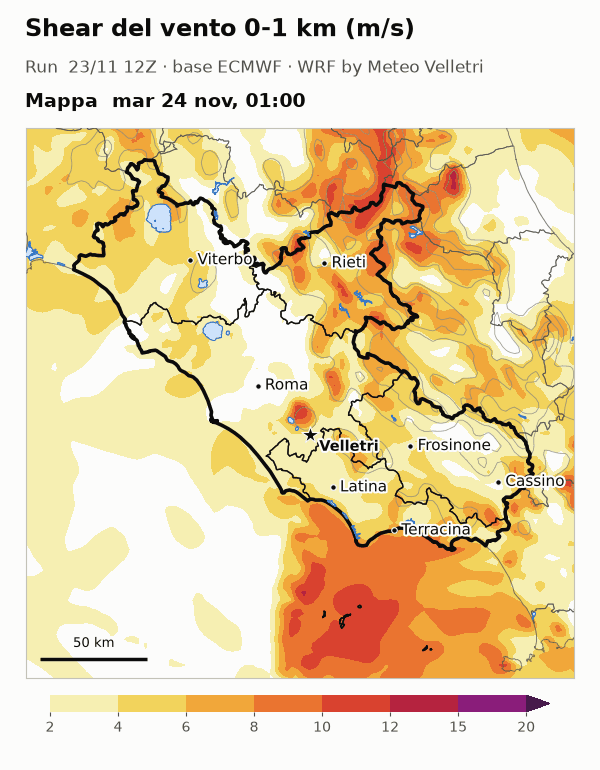 Shear del vento 0-1 km (m/s)
Run  23/11 12Z · base ECMWF · WRF by Meteo Velletri
Mappa  mar 24 nov, 01:00
Viterbo
Rieti
Roma
Velletri
Frosinone
Latina
Cassino
Terracina
50 km
2 4 6 8 10 12 15 20